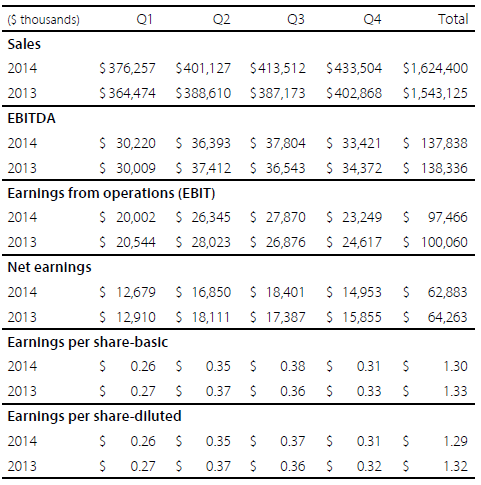 ($ thousands) Q1 Q2 Q3 Q4 Total
Sales
2014 $ 376,257 $401,127 $413,512 $433,504 $1,624,400
2013 $ 364,474 $388,610 $387,173 $402,868 $1,543,125
EBITDA
2014 $ 30,220 $ 36,393 $ 37,804 $ 33,421 $ 137,838
2013 $ 30,009 $ 37,412 $ 36,543 $ 34,372 $ 138,336
Earnings from operations (EBIT)
2014 $ 20,002 $ 26,345 $ 27,870 $ 23,249 $ 97,466
2013 $ 20,544 $ 28,023 $ 26,876 $ 24,617 $ 100,060
Net earnings
2014 $ 12,679 $ 16,850 $ 18,401 $ 14,953 $ 62,883
2013 $ 12,910 $ 18,111 $ 17,387 $ 15,855 $ 64,263
Earnings per share-basic
2014 $ 0.26 $ 0.35 $ 0.38 $ 0.31 $ 1.30
2013 $ 0.27 $ 0.37 $ 0.36 $ 0.33 $ 1.33
Earnings per share-diluted
2014 $ 0.26 $ 0.35 $ 0.37 $ 0.31 $ 1.29
2013 $ 0.27 $ 0.37 $ 0.36 $ 0.32 $ 1.32